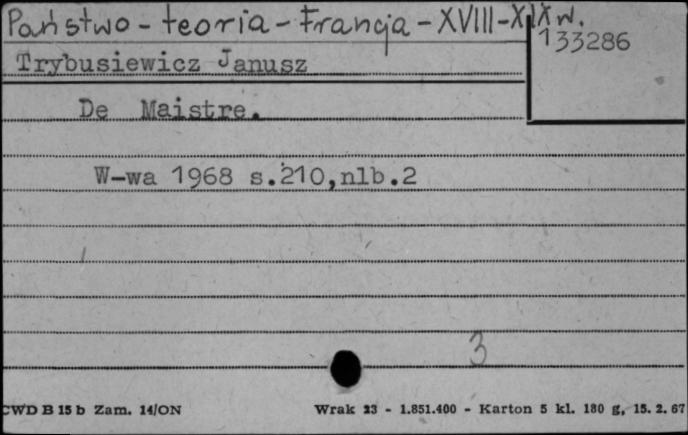 Państwo - teoria - Francja - XVIII-XIX w.
133286
Trybusiewicz Janusz
De Maistre.
W-wa 1968 s.210,nlb.2
3
CWD B 15 b Zam. 14/ON
Wrak 23 - 1.851.400 - Karton 5 kl. 180 g, 15. 2. 67